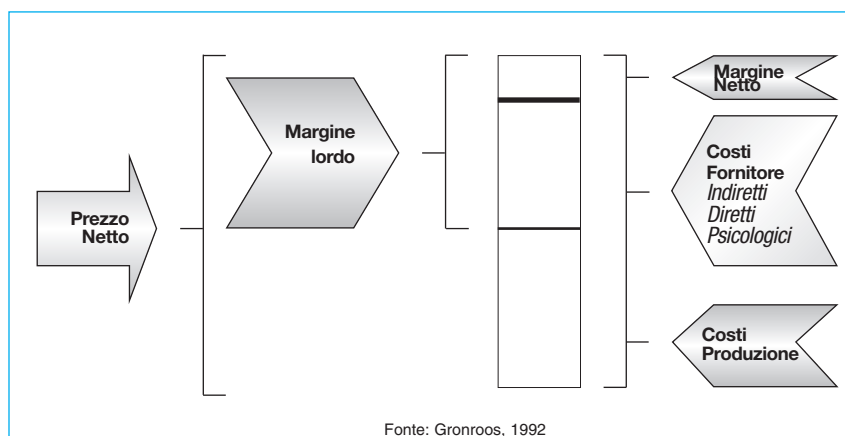 Prezzo
Netto
Margine
lordo
Margine
Netto
Costi
Fornitore
Indiretti
Diretti
Psicologici
Costi
Produzione
Fonte: Gronroos, 1992